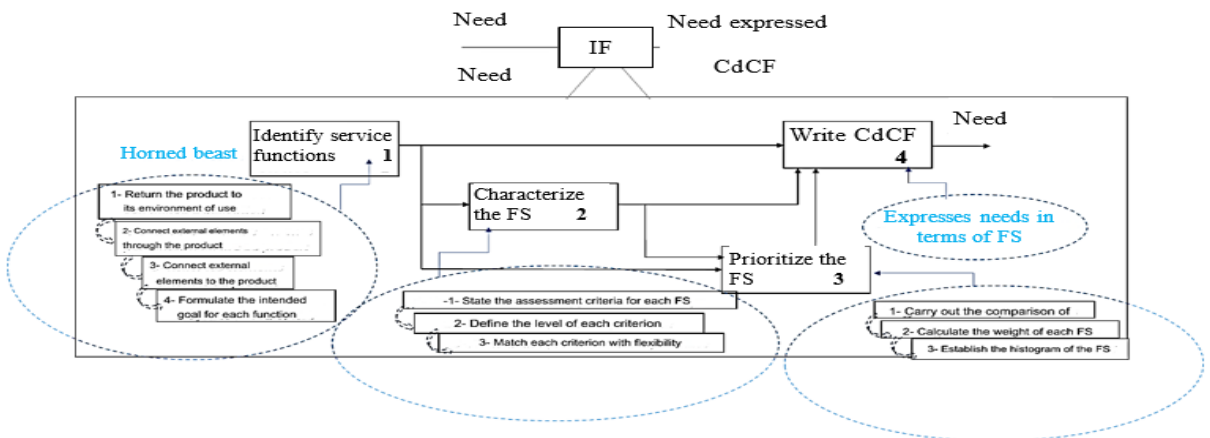 Need
Need expressed
IF
Need
CdCF
Identify service
functions 1
Write CdCF
4
Need
Horned beast
1- Return the product to
its environment of use
2- Connect external elements
through the product
3- Connect external
elements to the product
4- Formulate the intended
goal for each function
Characterize
the FS 2
Expresses needs in
terms of FS
Prioritize the
FS 3
-1- State the assessment criteria for each FS
2- Define the level of each criterion
3- Match each criterion with flexibility
1- Carry out the comparison of
2- Calculate the weight of each FS
3- Establish the histogram of the FS